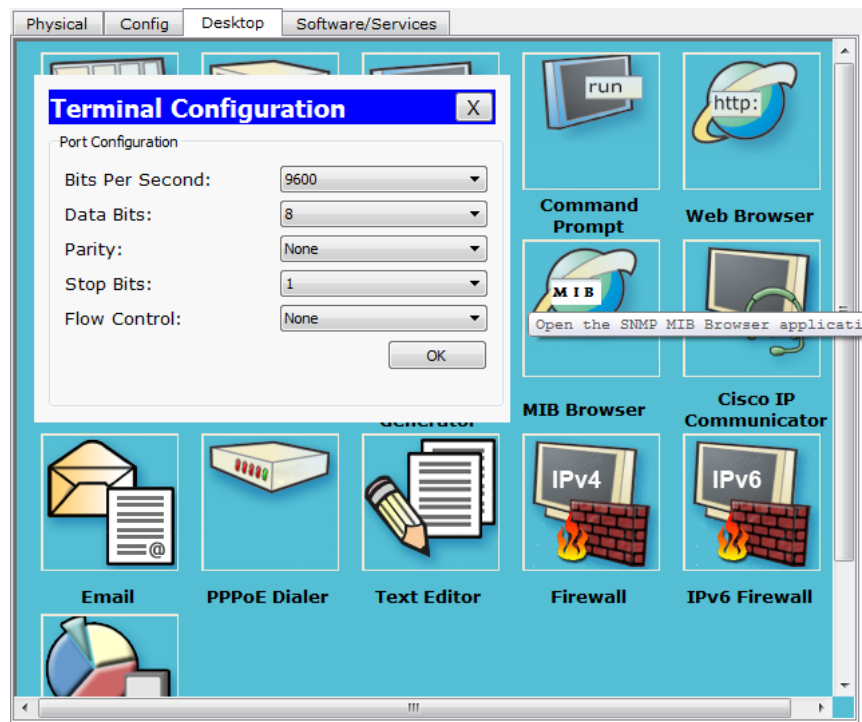 Physical Config Desktop Software/Services
run
http:
Terminal Configuration X
Port Configuration
Bits Per Second: 9600
Data Bits: 8
Parity: None
Stop Bits: 1
Flow Control: None
OK
Command
Prompt
Web Browser
MIB
Open the SNMP MIB Browser applicati
Generator
MIB Browser
Cisco IP
Communicator
@
IPv4
IPv6
Email PPPoE Dialer Text Editor Firewall IPv6 Firewall